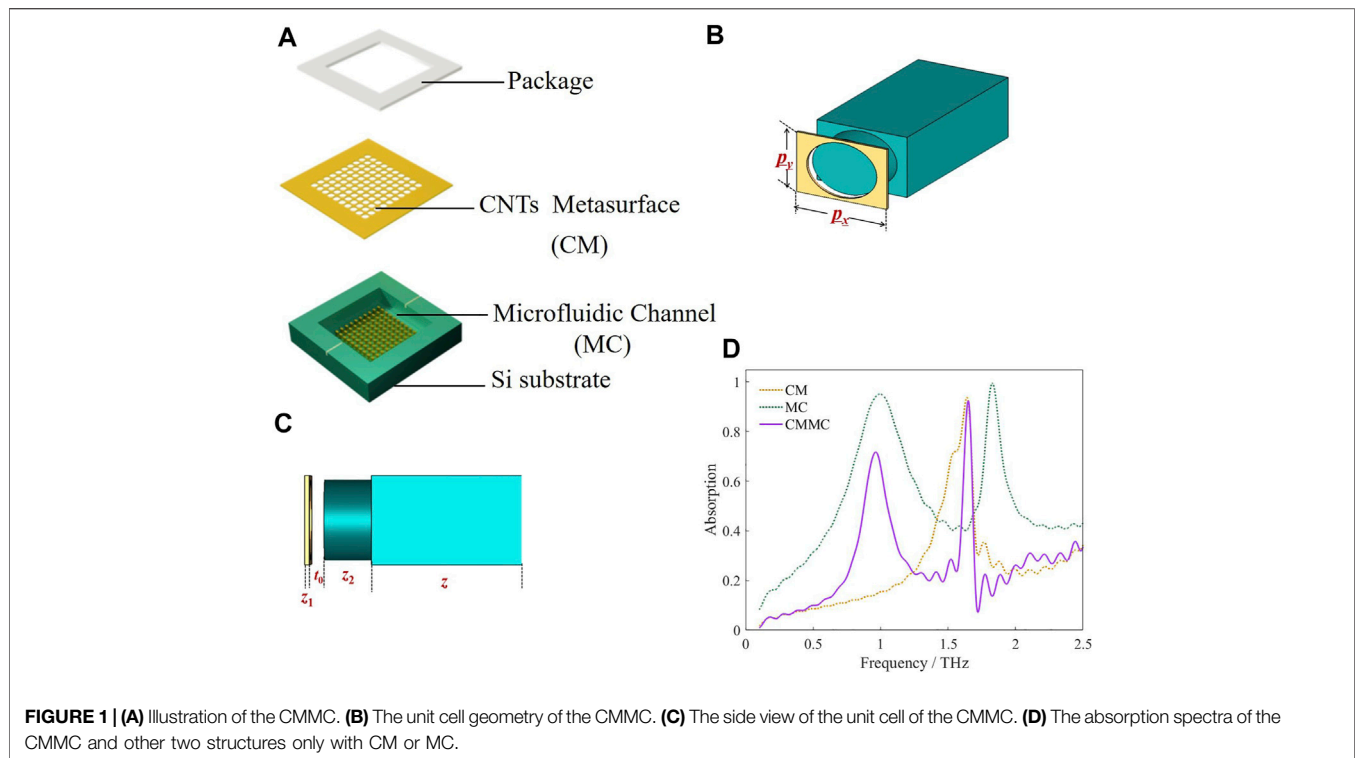 A
Package
CNTs Metasurface
(CM)
Microfluidic Channel
(MC)
Si substrate
B
py
px
C
z1
t0
z2
z
D
CM
MC
CMMC
1
0.8
0.6
0.4
0.2
0
Absorption
0
0.5
1
1.5
2
2.5
Frequency / THz
FIGURE 1 | (A) Illustration of the CMMC. (B) The unit cell geometry of the CMMC. (C) The side view of the unit cell of the CMMC. (D) The absorption spectra of the
CMMC and other two structures only with CM or MC.